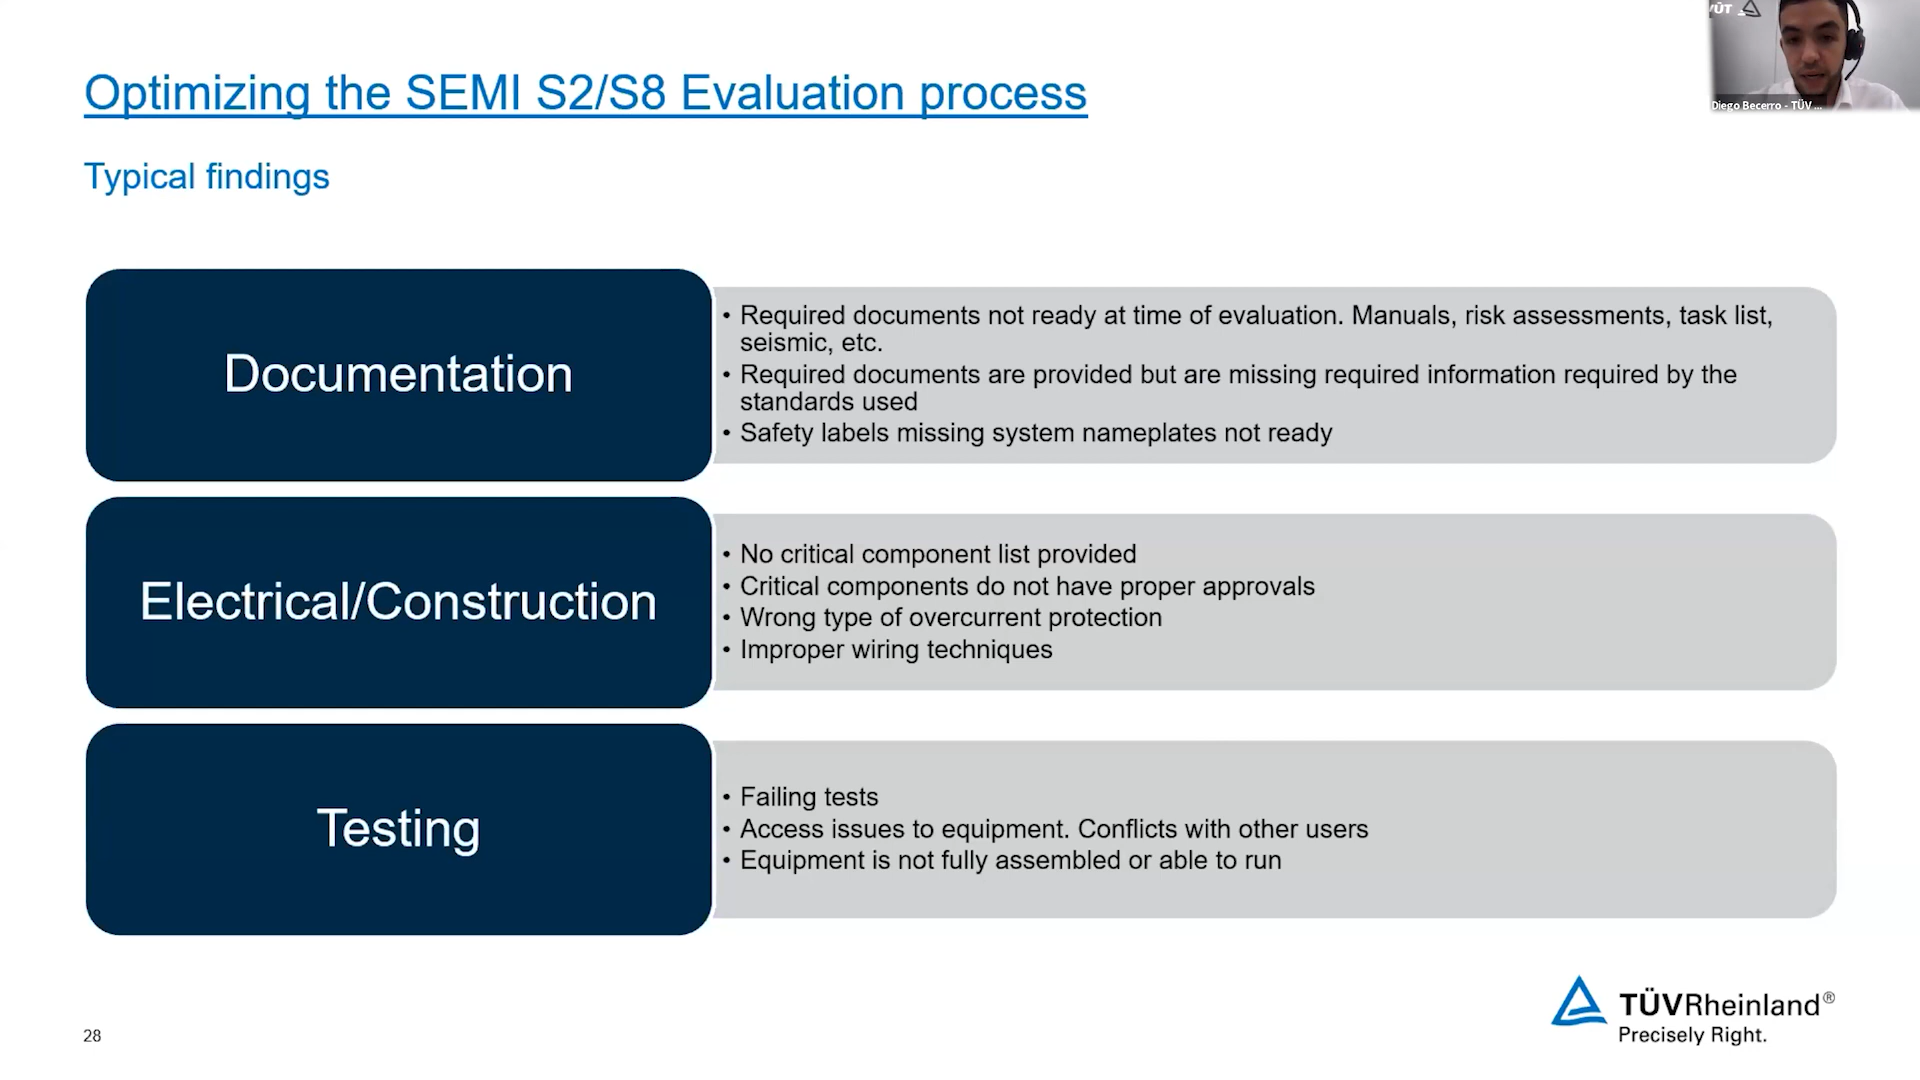 Optimizing the SEMI S2/S8 Evaluation process
Typical findings
Documentation
• Required documents not ready at time of evaluation. Manuals, risk assessments, task list,
seismic, etc.
• Required documents are provided but are missing required information required by the
standards used
• Safety labels missing system nameplates not ready
Electrical/Construction
• No critical component list provided
• Critical components do not have proper approvals
• Wrong type of overcurrent protection
• Improper wiring techniques
Testing
• Failing tests
• Access issues to equipment. Conflicts with other users
• Equipment is not fully assembled or able to run
28
TÜVRheinland®
Precisely Right.
Diego Becerro - TÜV ...